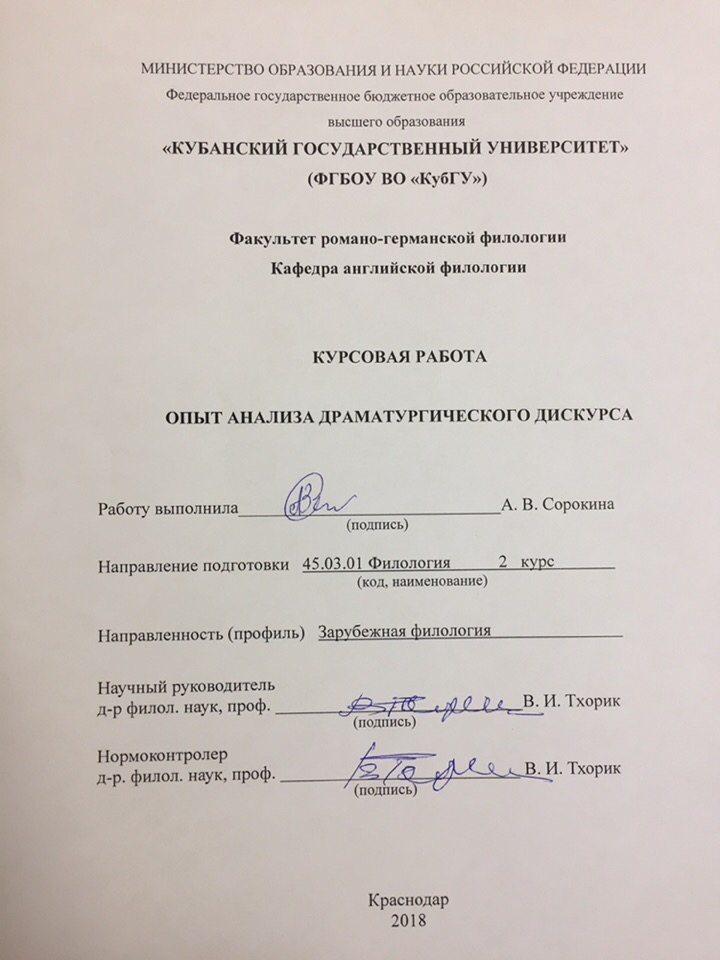 МИНИСТЕРСТВО ОБРАЗОВАНИЯ И НАУКИ РОССИЙСКОЙ ФЕДЕРАЦИИ
Федеральное государственное бюджетное образовательное учреждение
высшего образования
«КУБАНСКИЙ ГОСУДАРСТВЕННЫЙ УНИВЕРСИТЕТ»
(ФГБОУ ВО «КубГУ»)
Факультет романо-германской филологии
Кафедра английской филологии
КУРСОВАЯ РАБОТА
ОПЫТ АНАЛИЗА ДРАМАТУРГИЧЕСКОГО ДИСКУРСА
Работу выполнила А. В. Сорокина
(подпись)
Направление подготовки 45.03.01 Филология 2 курс
(код, наименование)
Направленность (профиль) Зарубежная филология
Научный руководитель
д-р филол. наук, проф. В. И. Тхорик
(подпись)
Нормоконтролер
д-р. филол. наук, проф. В. И. Тхорик
(подпись)
Краснодар
2018